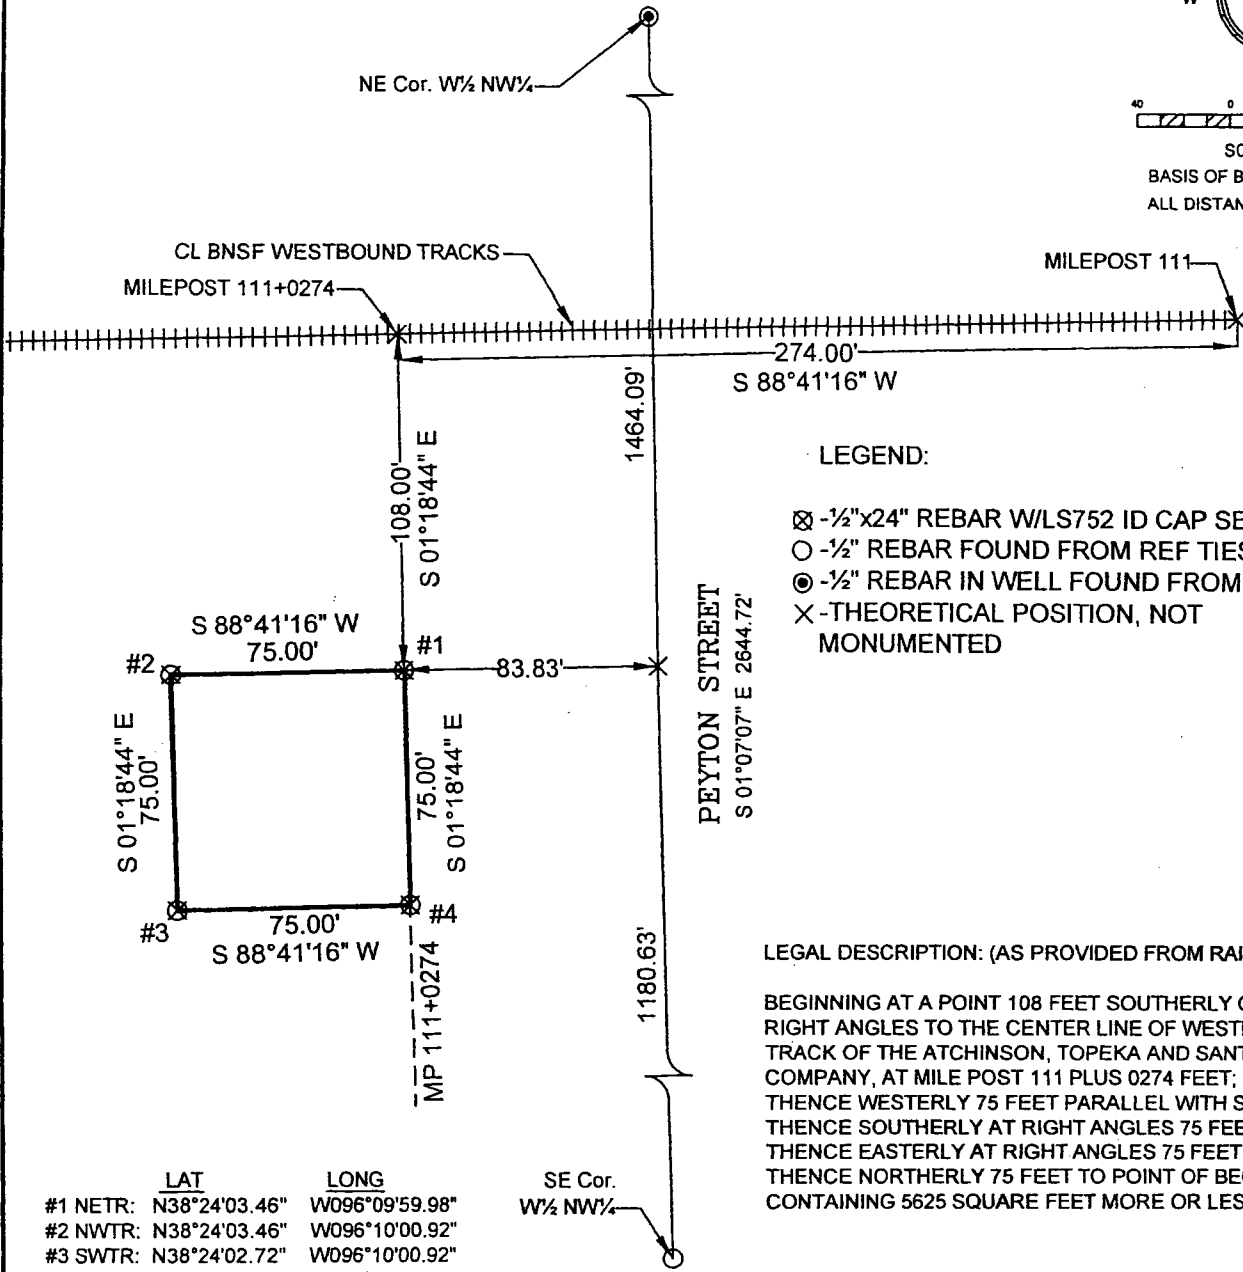 W
NE Cor. W½ NW¼
40 0
BASIS OF B
ALL DISTAN
CL BNSF WESTBOUND TRACKS
MILEPOST 111
MILEPOST 111+0274
274.00'
S 88°41'16" W
1464.09'
108.00'
S 01°18'44" E
LEGEND:
-½"x24" REBAR W/LS752 ID CAP SE
-½" REBAR FOUND FROM REF TIES
-½" REBAR IN WELL FOUND FROM
-THEORETICAL POSITION, NOT
MONUMENTED
S 88°41'16" W
75.00'
#1
#2
83.83'
PEYTON STREET
S 01°07'07" E 2644.72'
S 01°18'44" E
75.00'
75.00'
S 01°18'44" E
#3
#4
75.00'
S 88°41'16" W
MP 111+0274
1180.63'
LEGAL DESCRIPTION: (AS PROVIDED FROM RAI
BEGINNING AT A POINT 108 FEET SOUTHERLY
RIGHT ANGLES TO THE CENTER LINE OF WEST
TRACK OF THE ATCHINSON, TOPEKA AND SANT
COMPANY, AT MILE POST 111 PLUS 0274 FEET;
THENCE WESTERLY 75 FEET PARALLEL WITH S
THENCE SOUTHERLY AT RIGHT ANGLES 75 FEE
THENCE EASTERLY AT RIGHT ANGLES 75 FEET
THENCE NORTHERLY 75 FEET TO POINT OF BE
CONTAINING 5625 SQUARE FEET MORE OR LES
LAT LONG
#1 NETR: N38°24'03.46" W096°09'59.98"
#2 NWTR: N38°24'03.46" W096°10'00.92"
#3 SWTR: N38°24'02.72" W096°10'00.92"
SE Cor.
W½ NW¼